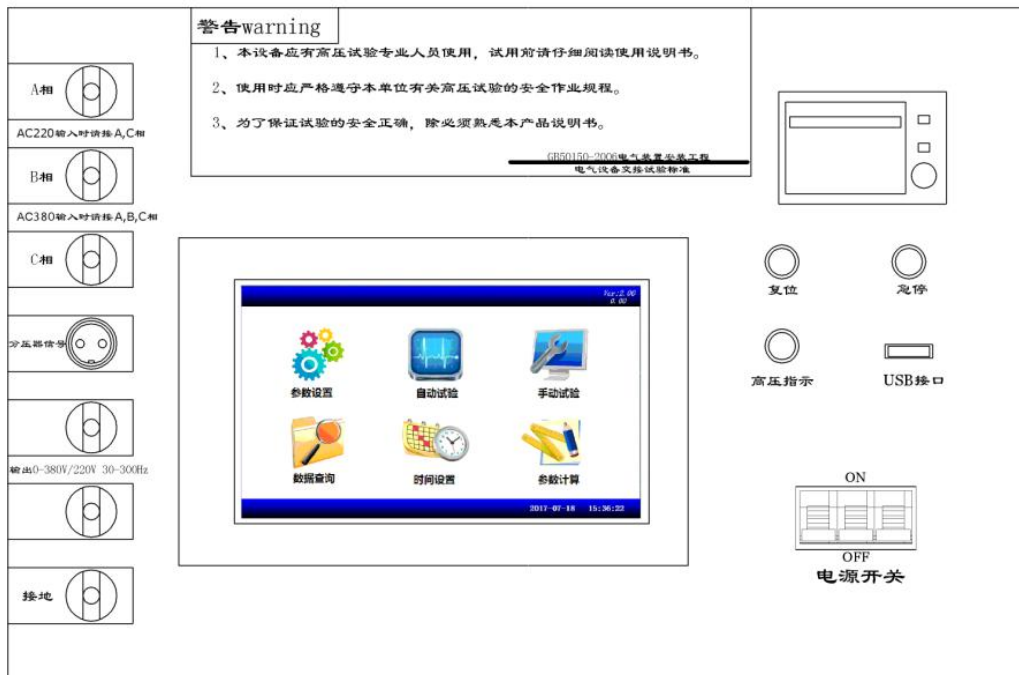 警告warning
1、本设备应有高压试验专业人员使用，试用前请仔细阅读使用说明书。
2、使用时应严格遵守本单位有关高压试验的安全作业规程。
3、为了保证试验的安全正确，除必须熟悉本产品说明书。
GB50150-2006电气装置安装工程
电气设备交接试验标准
A相
AC220输入时请接A,C相
B相
AC380输入时请接A,B,C相
C相
分压器信号
输出0-380V/220V 30-300Hz
接地
Ver:2.00
0.00
参数设置
自动试验
手动试验
数据查询
时间设置
参数计算
2017-07-18 15:36:22
复位
急停
高压指示
USB接口
ON
OFF
电源开关